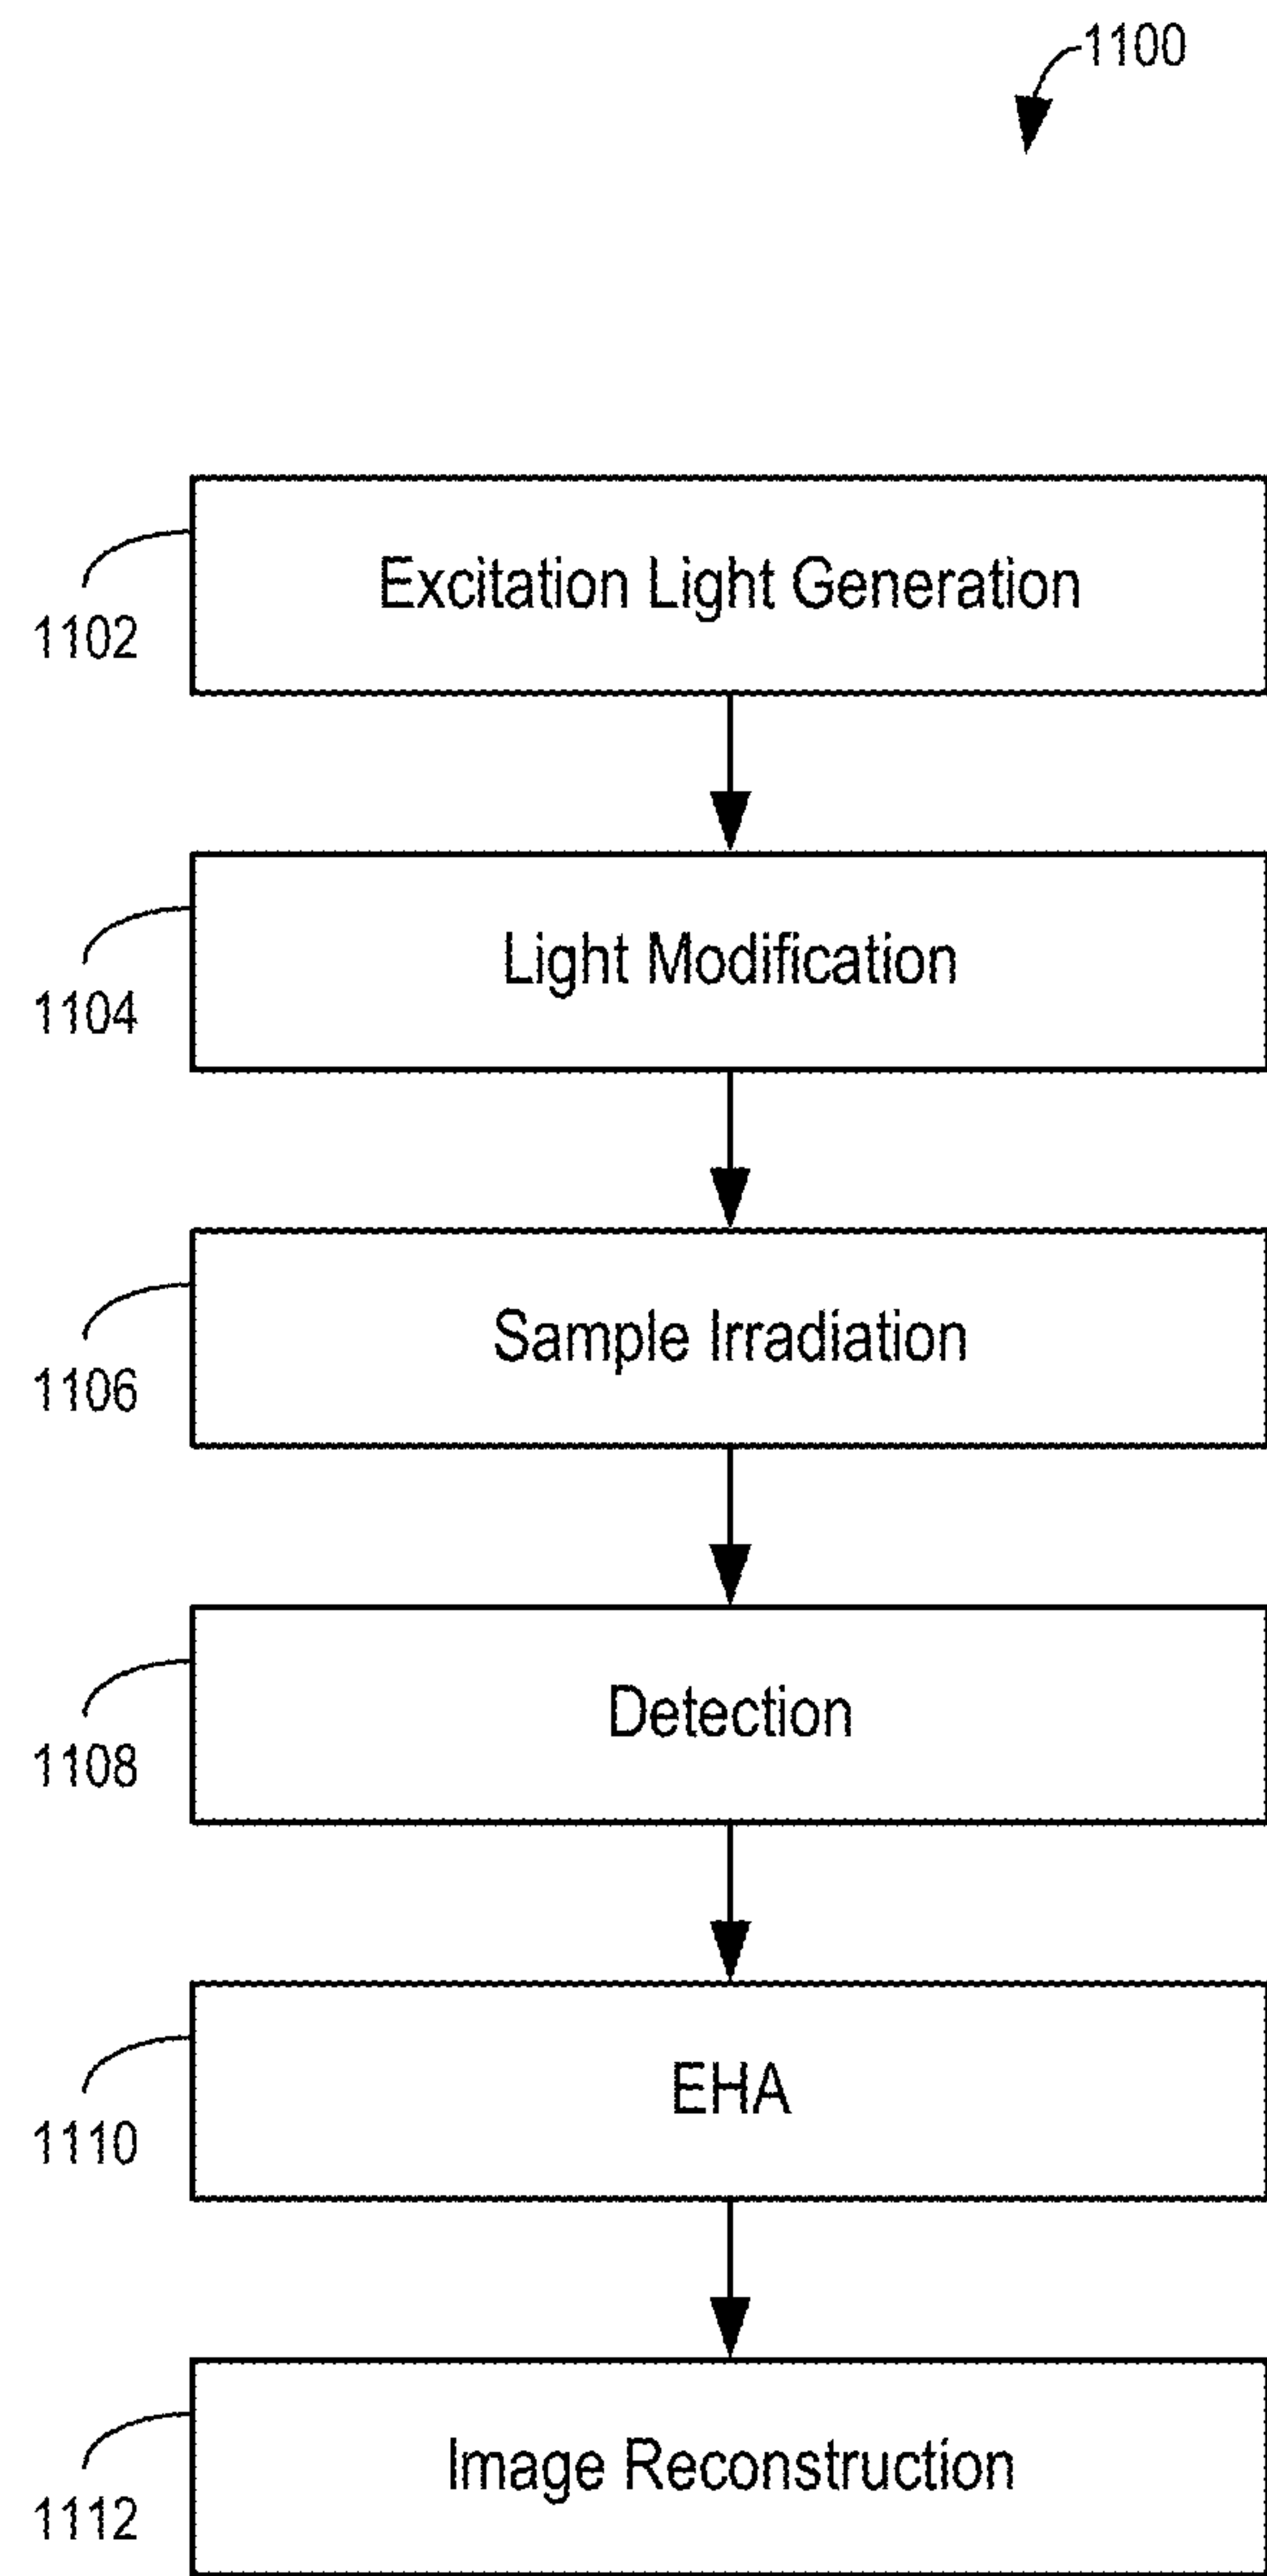 1100
Excitation Light Generation
1102
Light Modification
1104
Sample Irradiation
1106
Detection
1108
EHA
1110
Image Reconstruction
1112